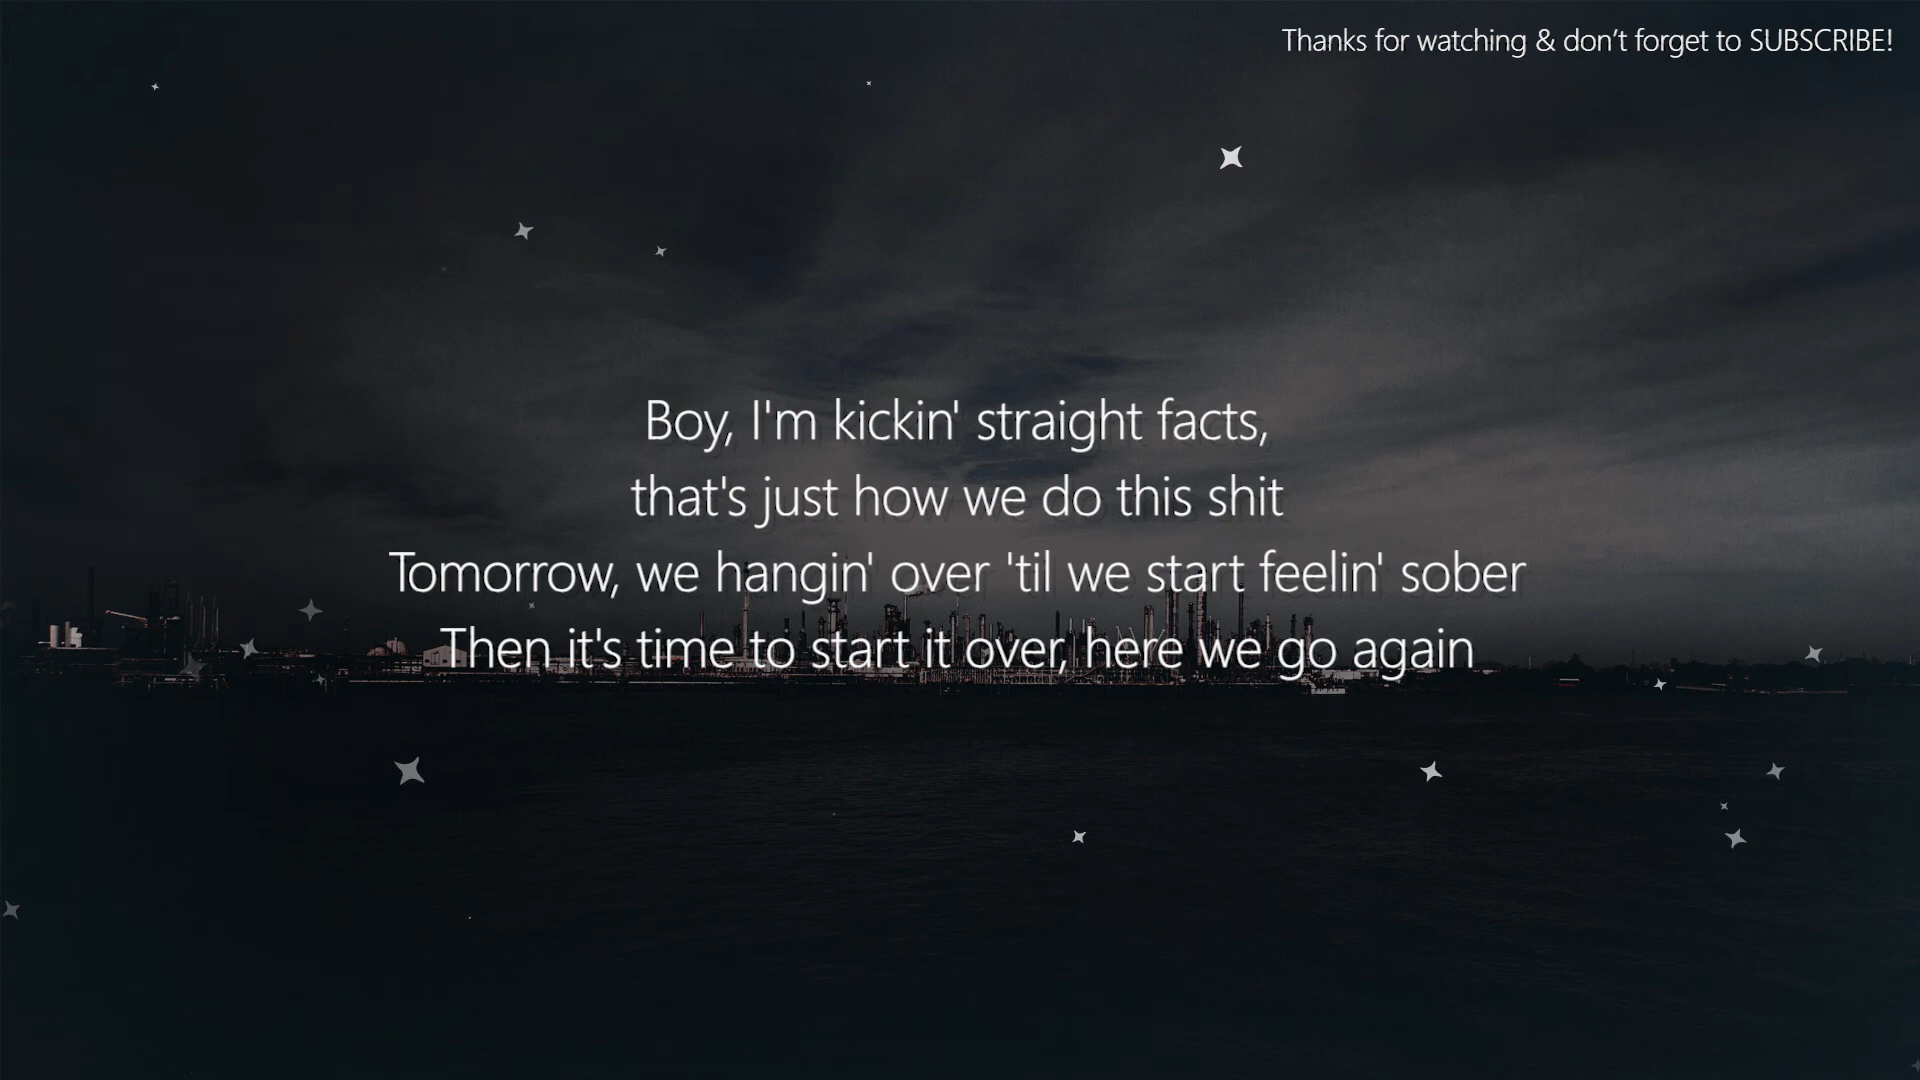 Thanks for watching & don’t forget to SUBSCRIBE!
Boy, I'm kickin' straight facts,
that's just how we do this shit
Tomorrow, we hangin' over 'til we start feelin' sober
Then it's time to start it over, here we go again